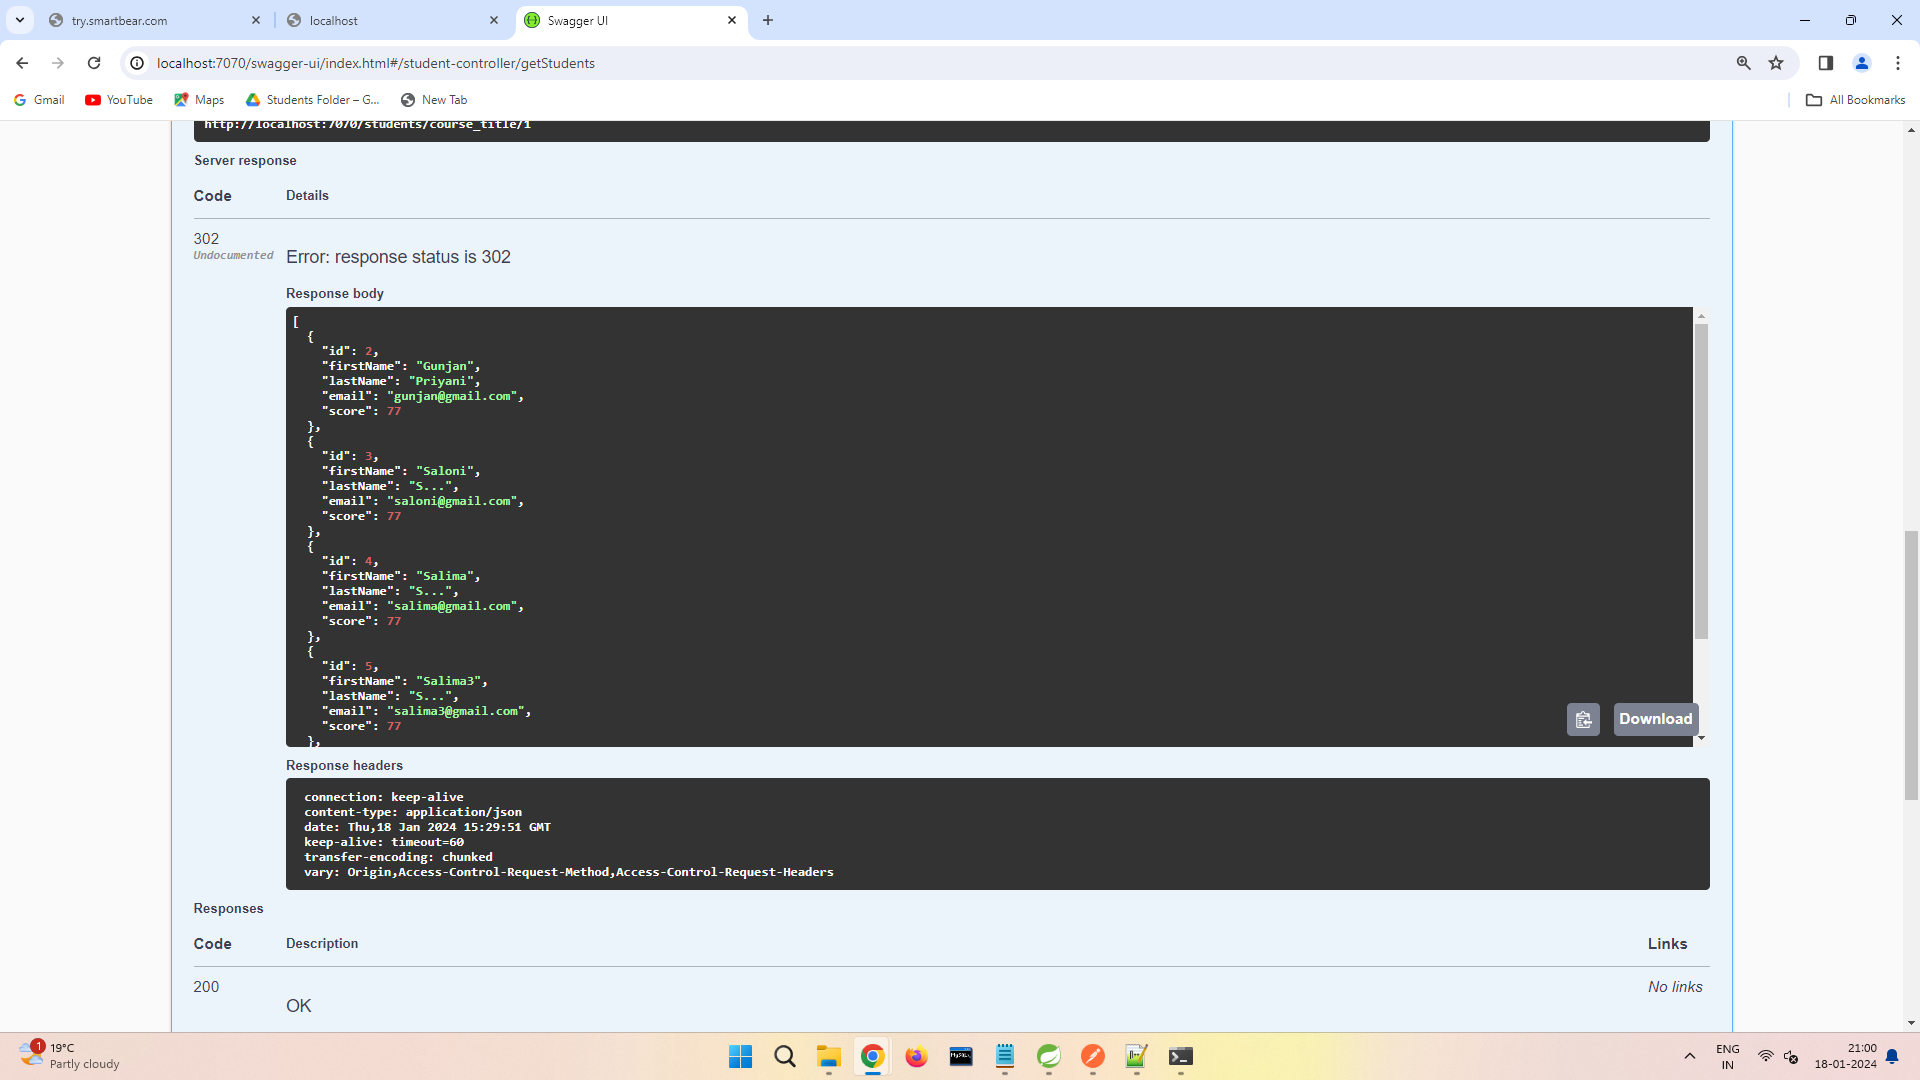 try.smartbear.com
localhost
Swagger UI
localhost:7070/swagger-ui/index.html#/student-controller/getStudents
Gmail
YouTube
Maps
Students Folder – G...
New Tab
All Bookmarks
http://localhost:7070/students/course_title/1
Server response
Code Details
302
Undocumented
Error: response status is 302
Response body
[
{
"id": 2,
"firstName": "Gunjan",
"lastName": "Priyani",
"email": "gunjan@gmail.com",
"score": 77
},
{
"id": 3,
"firstName": "Saloni",
"lastName": "S...",
"email": "saloni@gmail.com",
"score": 77
},
{
"id": 4,
"firstName": "Salima",
"lastName": "S...",
"email": "salima@gmail.com",
"score": 77
},
{
"id": 5,
"firstName": "Salima3",
"lastName": "S...",
"email": "salima3@gmail.com",
"score": 77
},
Download
Response headers
connection: keep-alive
content-type: application/json
date: Thu,18 Jan 2024 15:29:51 GMT
keep-alive: timeout=60
transfer-encoding: chunked
vary: Origin,Access-Control-Request-Method,Access-Control-Request-Headers
Responses
Code Description Links
200 No links
OK
1
19°C
Partly cloudy
MySQL
ENG
IN
21:00
18-01-2024